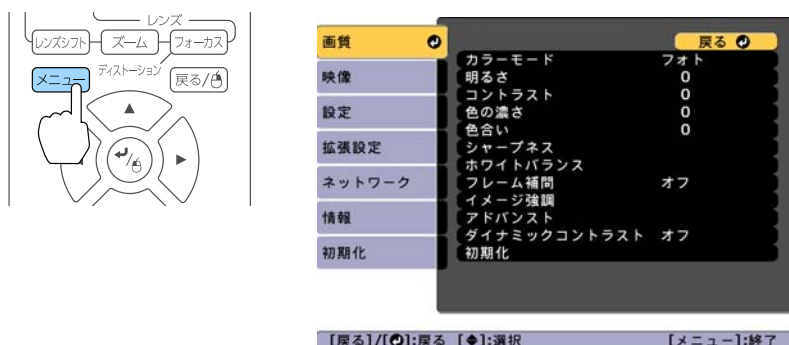 レンズ
レンズシフト ズーム フォーカス
ディストーション
メニュー 戻る/
画質
映像
設定
拡張設定
ネットワーク
情報
初期化
戻る
カラーモード フォト
明るさ 0
コントラスト 0
色の濃さ 0
色合い 0
シャープネス
ホワイトバランス
フレーム補間 オフ
イメージ強調
アドバンスト
ダイナミックコントラスト オフ
初期化
[戻る]/[]:戻る []:選択 [メニュー]:終了